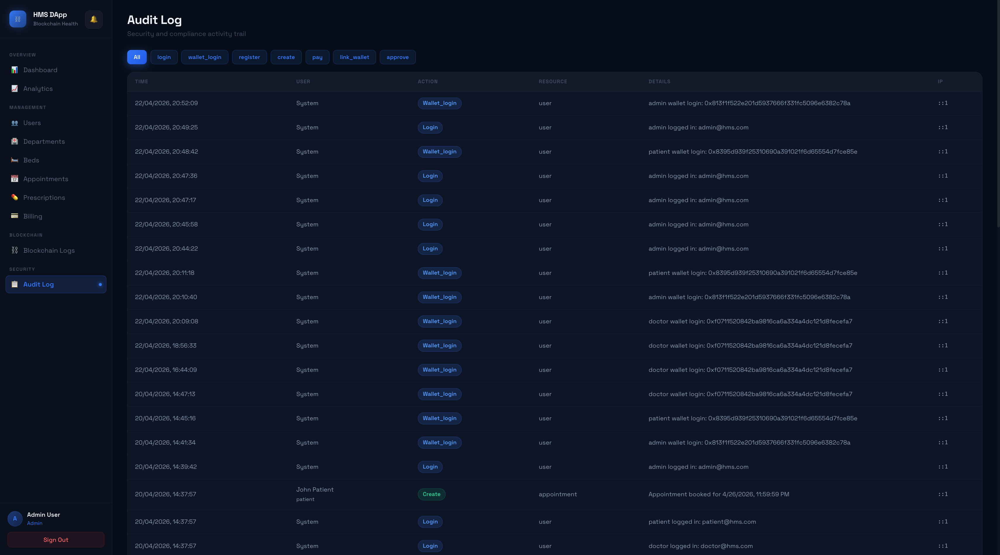 HMS DApp
Blockchain Health
OVERVIEW
Dashboard
Analytics
MANAGEMENT
Users
Departments
Beds
17
Appointments
Prescriptions
Billing
BLOCKCHAIN
Blockchain Logs
SECURITY
Audit Log
A
Admin User
Admin
Sign Out
Audit Log
Security and compliance activity trail
All login wallet_login register create pay link_wallet approve
TIME USER ACTION RESOURCE DETAILS IP
22/04/2026, 20:52:09 System Wallet_login user admin wallet login: 0x813f1f522e201d5937666f331fc5096e6382c78a ::1
22/04/2026, 20:49:25 System Login user admin logged in: admin@hms.com ::1
22/04/2026, 20:48:42 System Wallet_login user patient wallet login: 0x8395d939f25310690a391021f6d65554d7fce85e ::1
22/04/2026, 20:47:36 System Login user admin logged in: admin@hms.com ::1
22/04/2026, 20:47:17 System Login user admin logged in: admin@hms.com ::1
22/04/2026, 20:45:58 System Login user admin logged in: admin@hms.com ::1
22/04/2026, 20:44:22 System Login user admin logged in: admin@hms.com ::1
22/04/2026, 20:11:18 System Wallet_login user patient wallet login: 0x8395d939f25310690a391021f6d65554d7fce85e ::1
22/04/2026, 20:10:40 System Wallet_login user admin wallet login: 0x813f1f522e201d5937666f331fc5096e6382c78a ::1
22/04/2026, 20:09:08 System Wallet_login user doctor wallet login: 0xf0711520842ba9816ca6a334a4dc121d8fecefa7 ::1
22/04/2026, 18:56:33 System Wallet_login user doctor wallet login: 0xf0711520842ba9816ca6a334a4dc121d8fecefa7 ::1
22/04/2026, 16:44:09 System Wallet_login user doctor wallet login: 0xf0711520842ba9816ca6a334a4dc121d8fecefa7 ::1
20/04/2026, 14:47:13 System Wallet_login user doctor wallet login: 0xf0711520842ba9816ca6a334a4dc121d8fecefa7 ::1
20/04/2026, 14:45:16 System Wallet_login user patient wallet login: 0x8395d939f25310690a391021f6d65554d7fce85e ::1
20/04/2026, 14:41:34 System Wallet_login user admin wallet login: 0x813f1f522e201d5937666f331fc5096e6382c78a ::1
20/04/2026, 14:39:42 System Login user admin logged in: admin@hms.com ::1
20/04/2026, 14:37:57 John Patient Create appointment Appointment booked for 4/26/2026, 11:59:59 PM ::1
patient
20/04/2026, 14:37:57 System Login user patient logged in: patient@hms.com ::1
20/04/2026, 14:37:57 System Login user doctor logged in: doctor@hms.com ::1